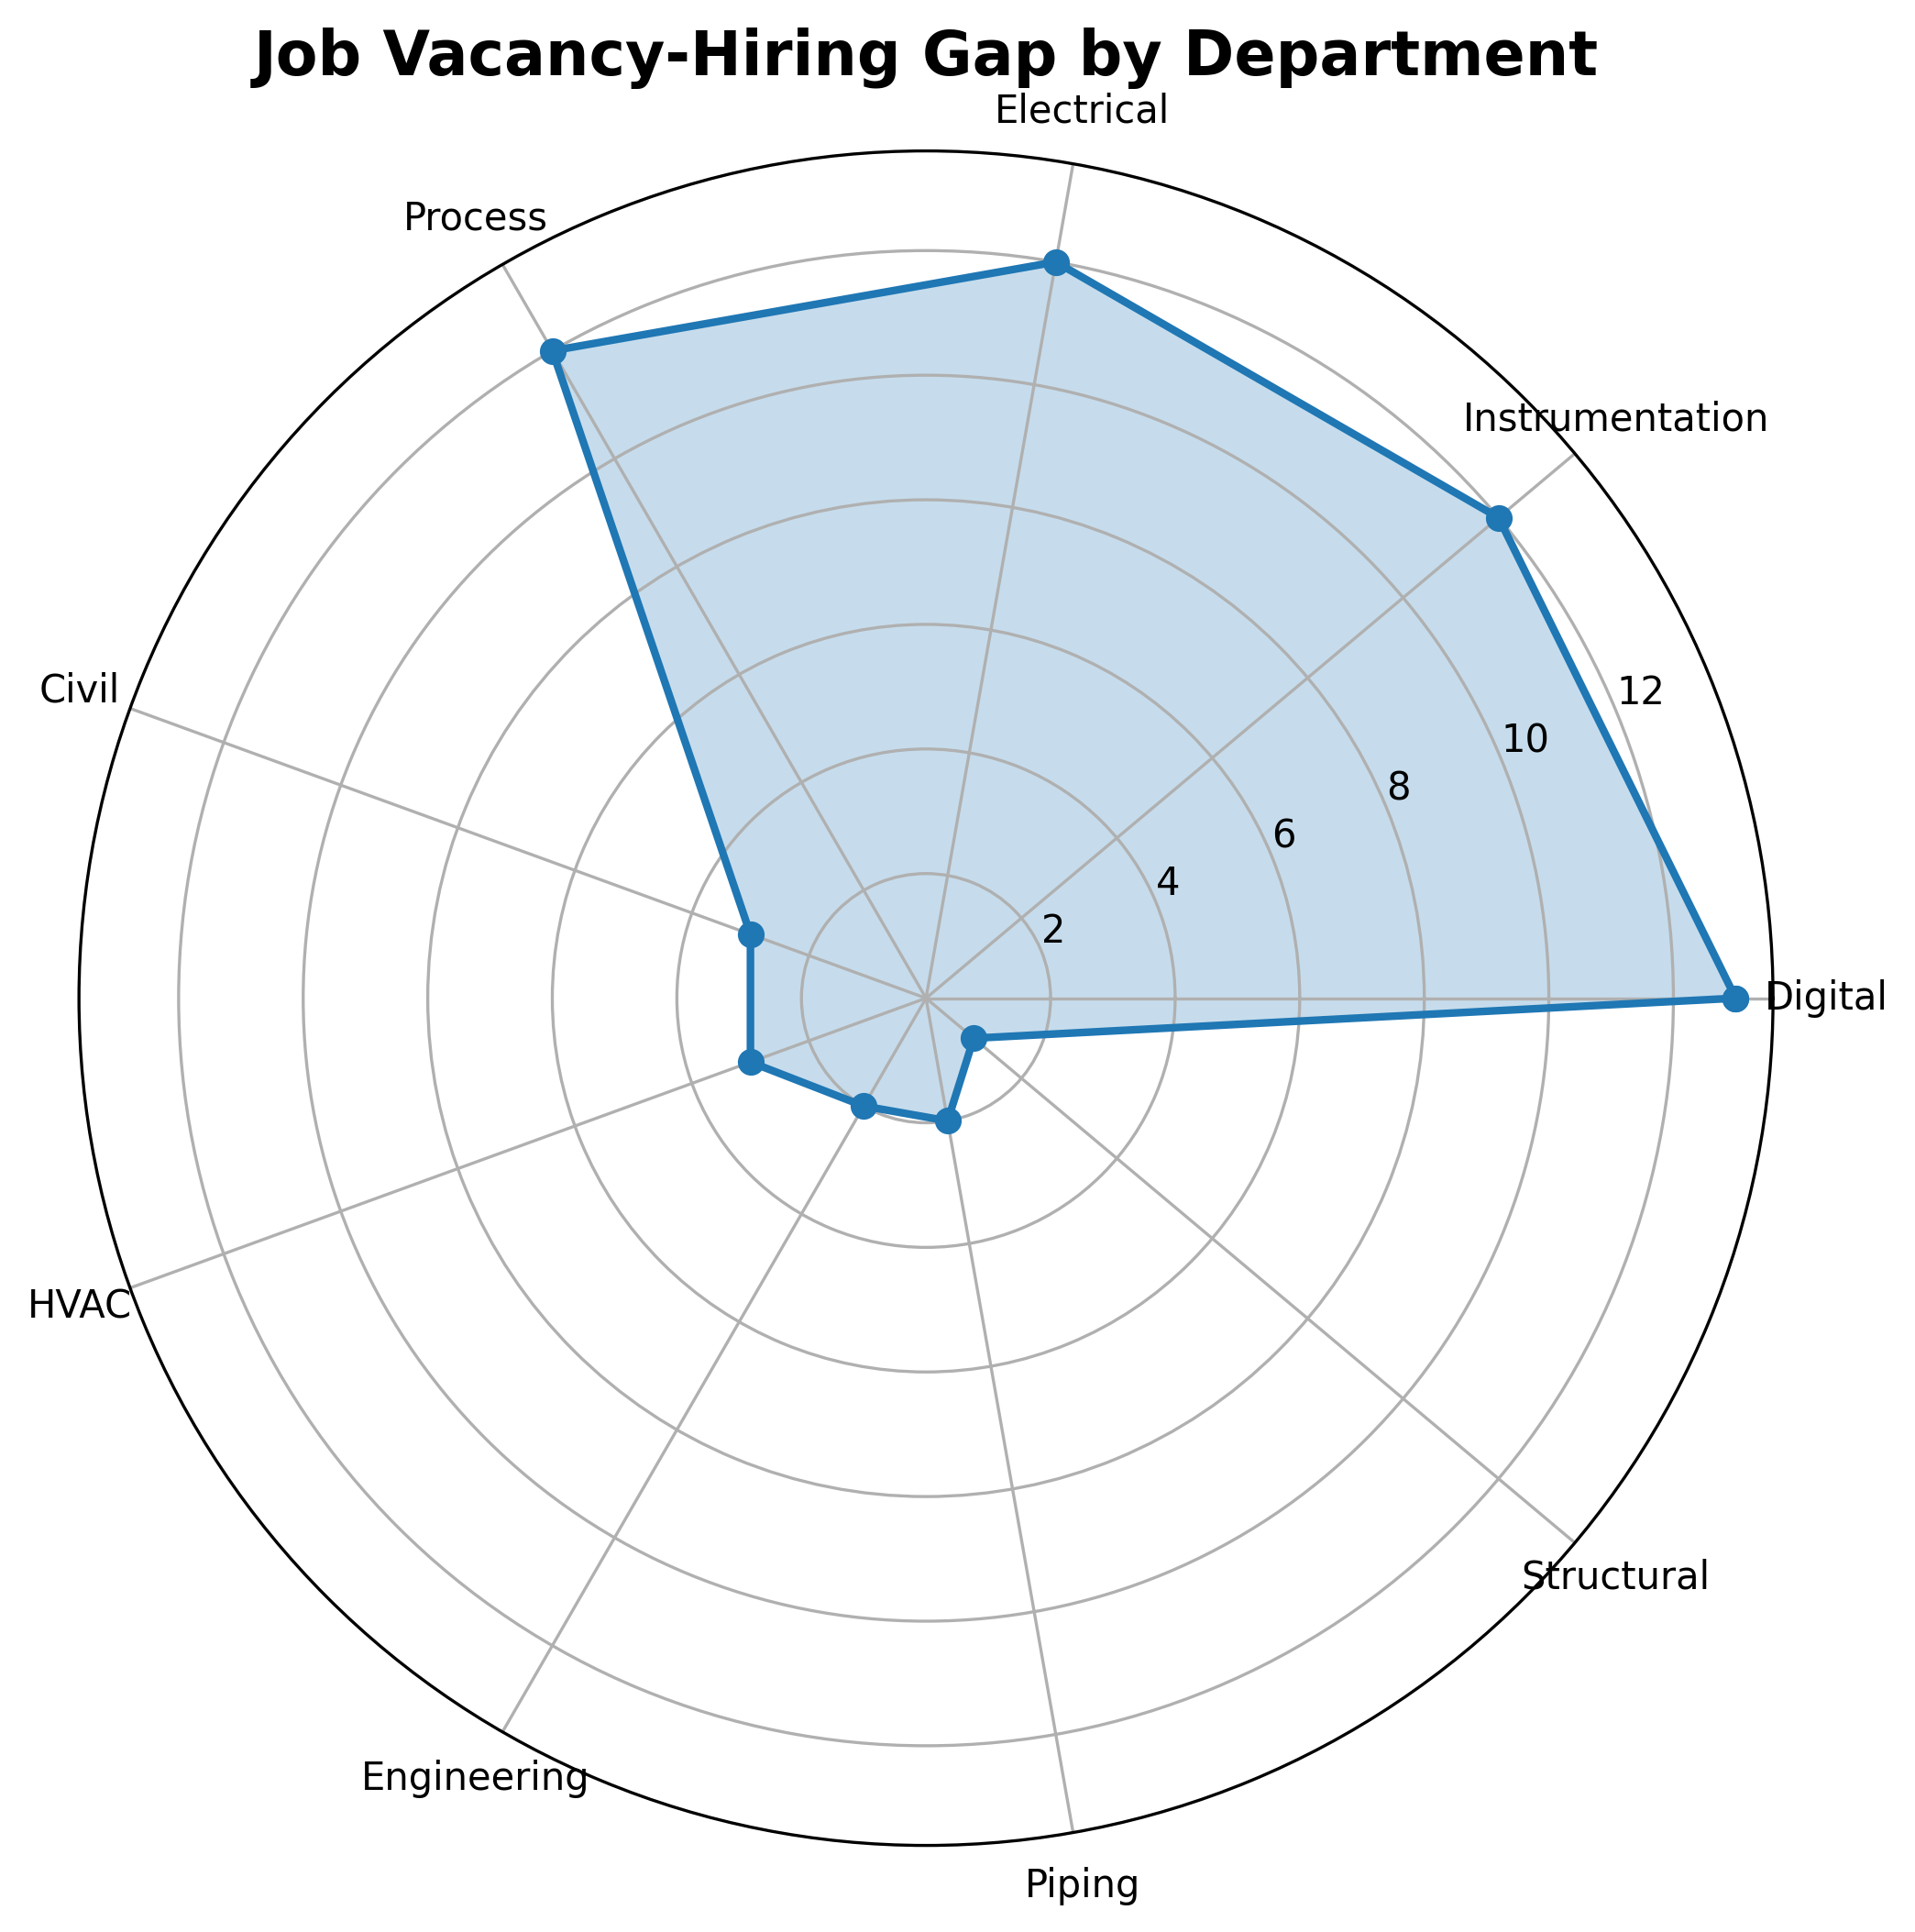 Job Vacancy-Hiring Gap by Department
Electrical
Process
Instrumentation
Civil
12
10
8
6
4
2
Digital
HVAC
Structural
Engineering
Piping